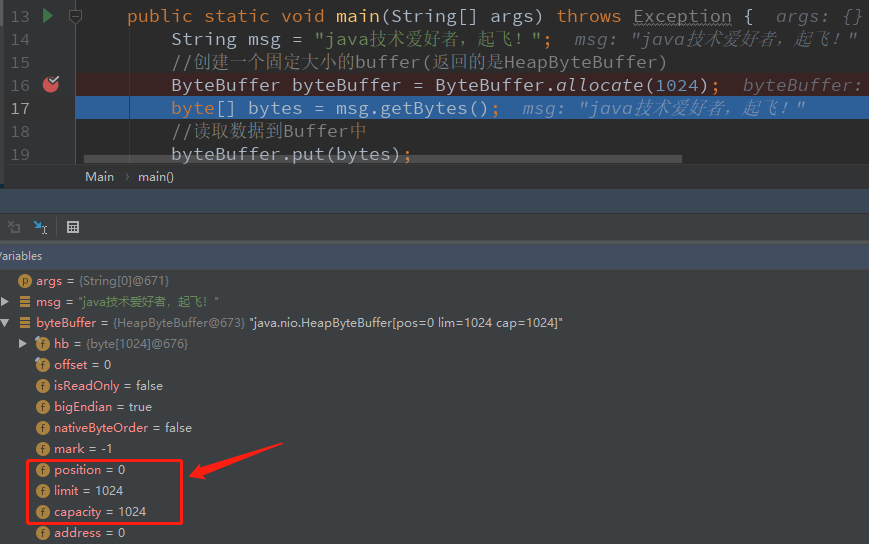 13 public static void main(String[] args) throws Exception { args: {}
14 String msg = "java技术爱好者，起飞！"; msg: "java技术爱好者，起飞！"
15 //创建一个固定大小的buffer(返回的是HeapByteBuffer)
16 ByteBuffer byteBuffer = ByteBuffer.allocate(1024); byteBuffer:
17 byte[] bytes = msg.getBytes(); msg: "java技术爱好者，起飞！"
18 //读取数据到Buffer中
19 byteBuffer.put(bytes);
Main › main()
Variables
args = {String[0]@671}
msg = "java技术爱好者，起飞！"
byteBuffer = {HeapByteBuffer@673} "java.nio.HeapByteBuffer[pos=0 lim=1024 cap=1024]"
hb = {byte[1024]@676}
offset = 0
isReadOnly = false
bigEndian = true
nativeByteOrder = false
mark = -1
position = 0
limit = 1024
capacity = 1024
address = 0